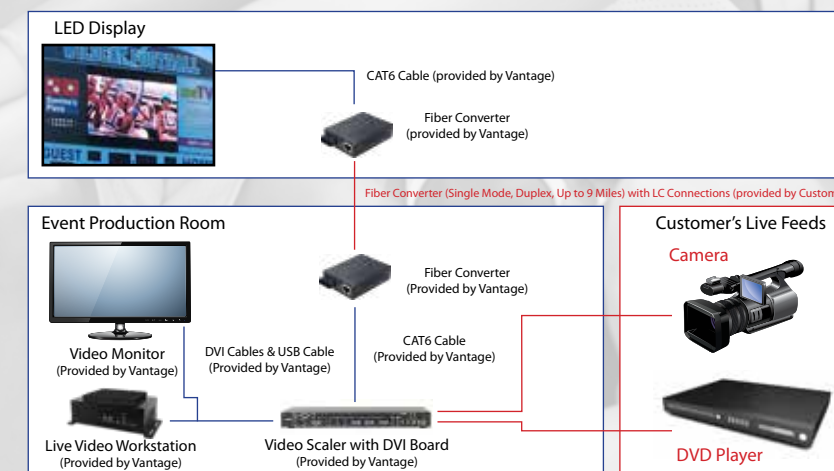 LED Display
CAT6 Cable (provided by Vantage)
Fiber Converter
(provided by Vantage)
GUEST
Fiber Converter (Single Mode, Duplex, Up to 9 Miles) with LC Connections (provided by Custom
Event Production Room
Customer's Live Feeds
Camera
Fiber Converter
(Provided by Vantage)
Video Monitor
(Provided by Vantage)
DVI Cables & USB Cable
(Provided by Vantage)
CAT6 Cable
(Provided by Vantage)
Live Video Workstation
(Provided by Vantage)
Video Scaler with DVI Board
(Provided by Vantage)
DVD Player